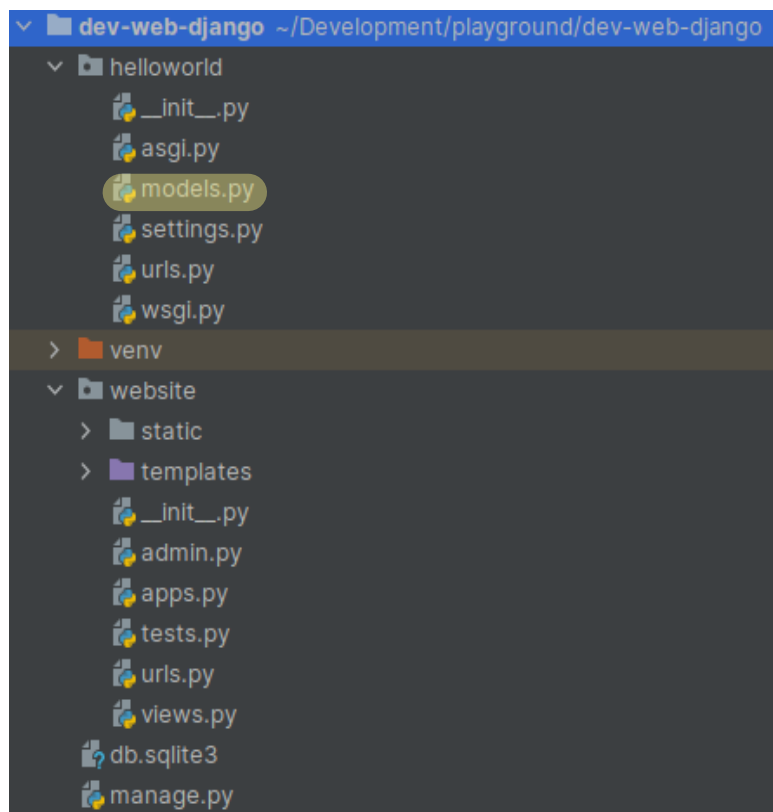 dev-web-django ~/Development/playground/dev-web-django
helloworld
__init__.py
asgi.py
models.py
settings.py
urls.py
wsgi.py
venv
website
static
templates
__init__.py
admin.py
apps.py
tests.py
urls.py
views.py
db.sqlite3
manage.py